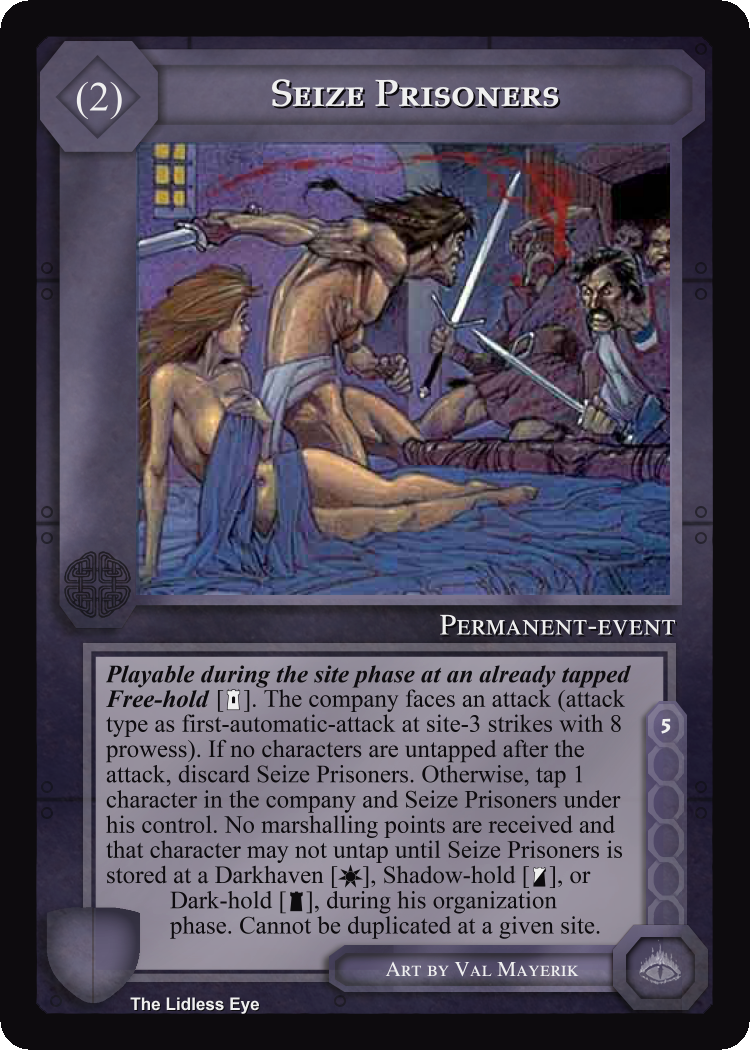 (2)
Seize Prisoners
Permanent-event
Playable during the site phase at an already tapped
Free-hold [ ]. The company faces an attack (attack
type as first-automatic-attack at site-3 strikes with 8
prowess). If no characters are untapped after the
attack, discard Seize Prisoners. Otherwise, tap 1
character in the company and Seize Prisoners under
his control. No marshalling points are received and
that character may not untap until Seize Prisoners is
stored at a Darkhaven [ ], Shadow-hold [ ], or
Dark-hold [ ], during his organization
phase. Cannot be duplicated at a given site.
5
Art by Val Mayerik
The Lidless Eye